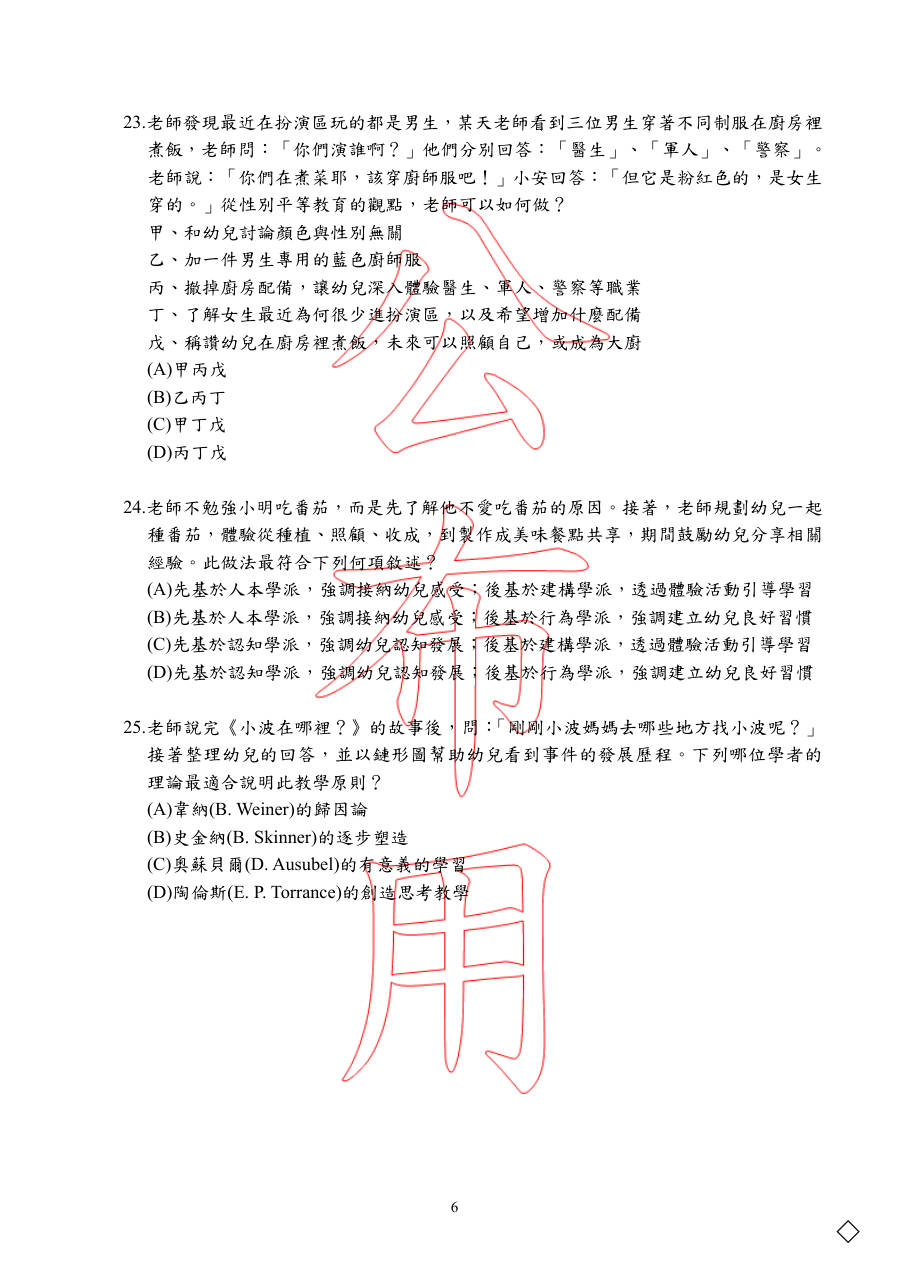 23.老師發現最近在扮演區玩的都是男生，某天老師看到三位男生穿著不同制服在廚房裡
煮飯，老師問：「你們演誰啊？」他們分別回答：「醫生」、「軍人」、「警察」。
老師說：「你們在煮菜耶，該穿廚師服吧！」小安回答：「但它是粉紅色的，是女生
穿的。」從性別平等教育的觀點，老師可以如何做？
甲、和幼兒討論顏色與性別無關
乙、加一件男生專用的藍色廚師服
丙、撤掉廚房配備，讓幼兒深入體驗醫生、軍人、警察等職業
丁、了解女生最近為何很少進扮演區，以及希望增加什麼配備
戊、稱讚幼兒在廚房裡煮飯，未來可以照顧自己，或成為大廚
(A)甲丙戊
(B)乙丙丁
(C)甲丁戊
(D)丙丁戊
24.老師不勉強小明吃番茄，而是先了解他不愛吃番茄的原因。接著，老師規劃幼兒一起
種番茄，體驗從種植、照顧、收成，到製作成美味餐點共享，期間鼓勵幼兒分享相關
經驗。此做法最符合下列何項敘述？
(A)先基於人本學派，強調接納幼兒感受；後基於建構學派，透過體驗活動引導學習
(B)先基於人本學派，強調接納幼兒感受；後基於行為學派，強調建立幼兒良好習慣
(C)先基於認知學派，強調幼兒認知發展；後基於建構學派，透過體驗活動引導學習
(D)先基於認知學派，強調幼兒認知發展；後基於行為學派，強調建立幼兒良好習慣
25.老師說完《小波在哪裡？》的故事後，問：「剛剛小波媽媽去哪些地方找小波呢？」
接著整理幼兒的回答，並以鏈形圖幫助幼兒看到事件的發展歷程。下列哪位學者的
理論最適合說明此教學原則？
(A)韋納(B. Weiner)的歸因論
(B)史金納(B. Skinner)的逐步塑造
(C)奧蘇貝爾(D. Ausubel)的有意義的學習
(D)陶倫斯(E. P. Torrance)的創造思考教學
公
布
用
6